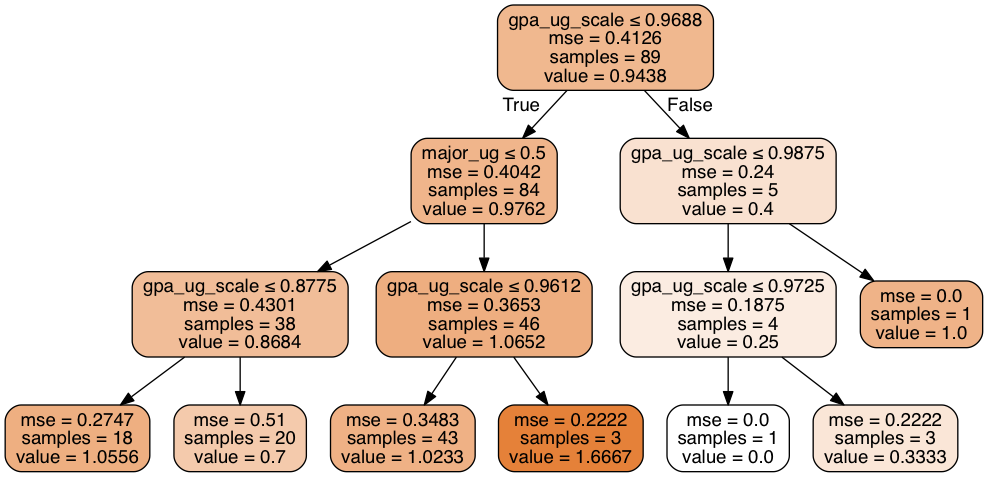 gpa_ug_scale ≤ 0.9688
mse = 0.4126
samples = 89
value = 0.9438
True
False
major_ug ≤ 0.5
mse = 0.4042
samples = 84
value = 0.9762
gpa_ug_scale ≤ 0.9875
mse = 0.24
samples = 5
value = 0.4
gpa_ug_scale ≤ 0.8775
mse = 0.4301
samples = 38
value = 0.8684
gpa_ug_scale ≤ 0.9612
mse = 0.3653
samples = 46
value = 1.0652
gpa_ug_scale ≤ 0.9725
mse = 0.1875
samples = 4
value = 0.25
mse = 0.0
samples = 1
value = 1.0
mse = 0.2747
samples = 18
value = 1.0556
mse = 0.51
samples = 20
value = 0.7
mse = 0.3483
samples = 43
value = 1.0233
mse = 0.2222
samples = 3
value = 1.6667
mse = 0.0
samples = 1
value = 0.0
mse = 0.2222
samples = 3
value = 0.3333